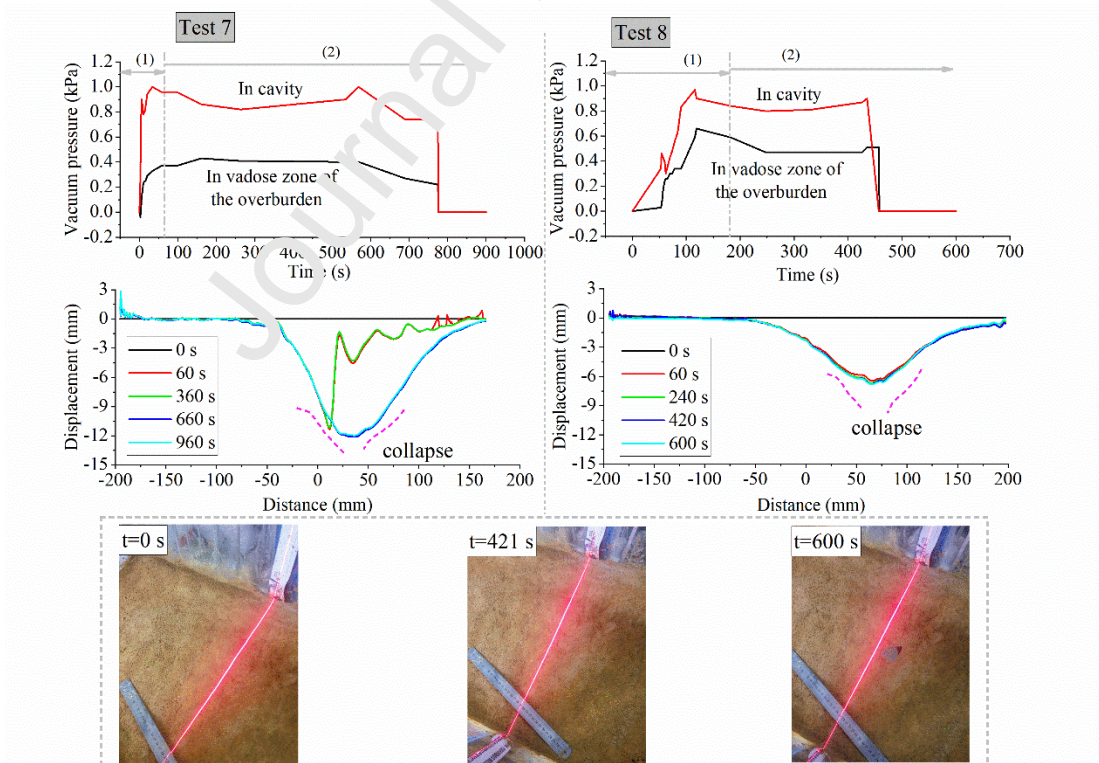 Journal
Test 7
Test 8
(1)
(2)
(1)
(2)
Vacuum pressure (kPa)
1.2
1.0
0.8
0.6
0.4
0.2
0.0
-0.2
In cavity
In vadose zone of
the overburden
0 100 200 300 400 500 600 700 800 900 1000
Time (s)
Vacuum pressure (kPa)
1.2
1.0
0.8
0.6
0.4
0.2
0.0
-0.2
In cavity
In vadose zone of
the overburden
0 100 200 300 400 500 600 700
Time (s)
Displacement (mm)
3
0
-3
-6
-9
-12
-15
0 s
60 s
360 s
660 s
960 s
collapse
-200 -150 -100 -50 0 50 100 150 200
Distance (mm)
Displacement (mm)
3
0
-3
-6
-9
-12
-15
0 s
60 s
240 s
420 s
600 s
collapse
-200 -150 -100 -50 0 50 100 150 200
Distance (mm)
t=0 s
t=421 s
t=600 s